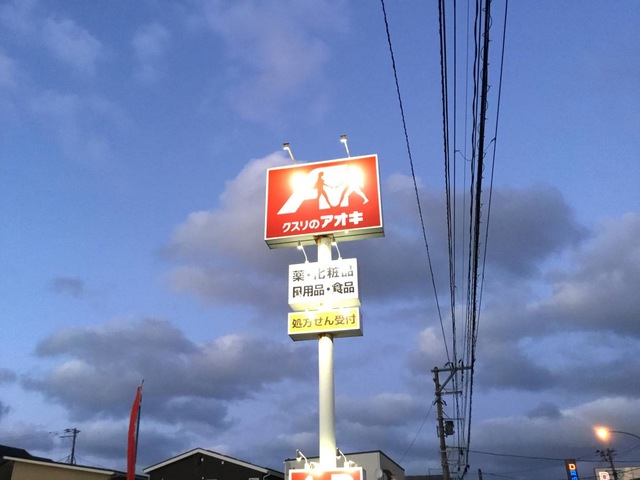 クスリのアオキ
薬・化粧品
日用品・食品
処方せん受付